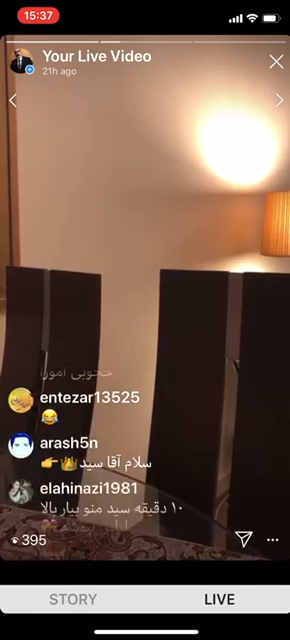 15:37
Your Live Video
21h ago
حجوبی امورا
entezar13525
😂
arash5n
سلام آقا سید👑👉
elahinazi1981
۱۰ دقیقه سید منو بیار بالا
395
STORY
LIVE